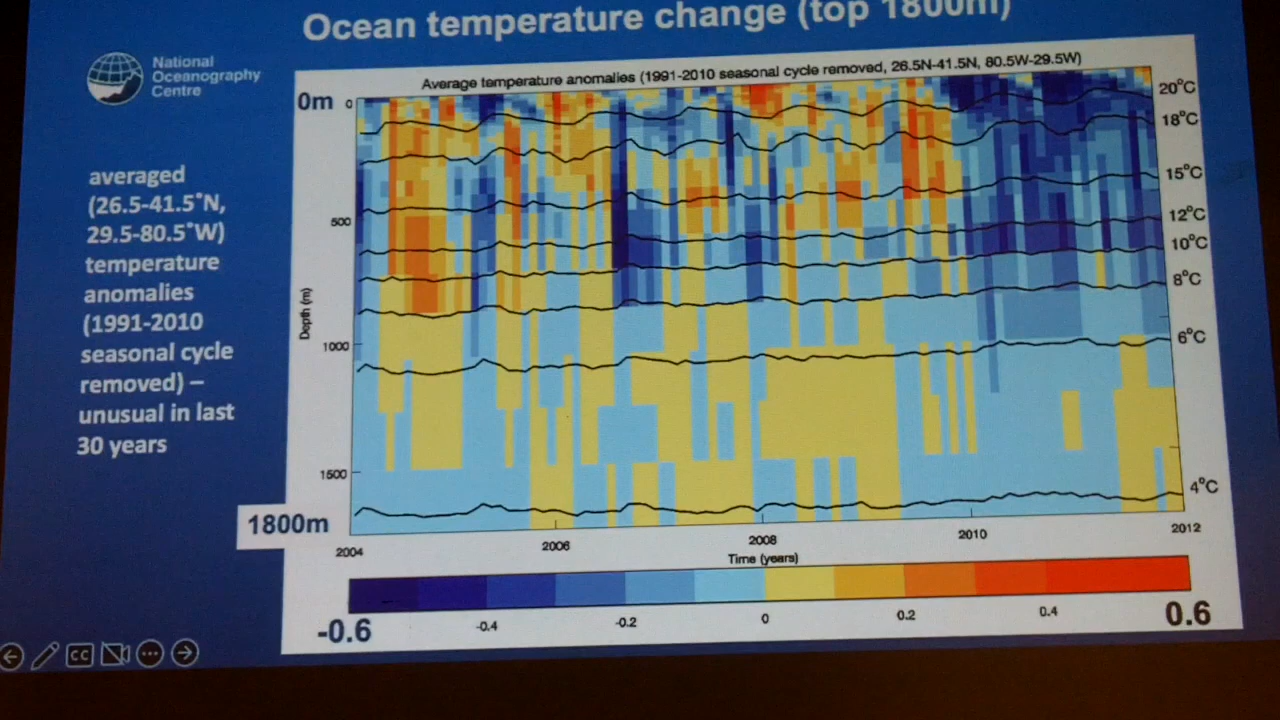 Ocean temperature change (top 1800m)
National
Oceanography
Centre
averaged
(26.5-41.5°N,
29.5-80.5°W)
temperature
anomalies
(1991-2010
seasonal cycle
removed) –
unusual in last
30 years
Average temperature anomalies (1991-2010 seasonal cycle removed, 26.5N-41.5N, 80.5W-29.5W)
0m
0
500
1000
1500
1800m
Depth (m)
20°C
18°C
15°C
12°C
10°C
8°C
6°C
4°C
2004
2006
2008
2010
2012
Time (years)
-0.6
-0.4
-0.2
0
0.2
0.4
0.6
CC